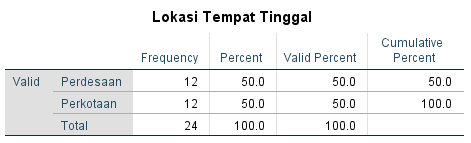 Lokasi Tempat Tinggal
Frequency Percent Valid Percent Cumulative Percent
Valid Perdesaan 12 50.0 50.0 50.0
Perkotaan 12 50.0 50.0 100.0
Total 24 100.0 100.0